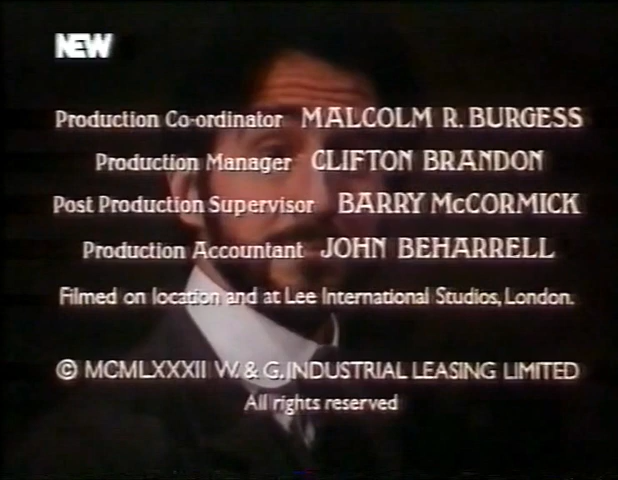 NEW
Production Co-ordinator MALCOLM R. BURGESS
Production Manager CLIFTON BRANDON
Post Production Supervisor BARRY McCORMICK
Production Accountant JOHN BEHARRELL
Filmed on location and at Lee International Studios, London.
© MCMLXXXII W. & G. INDUSTRIAL LEASING LIMITED
All rights reserved